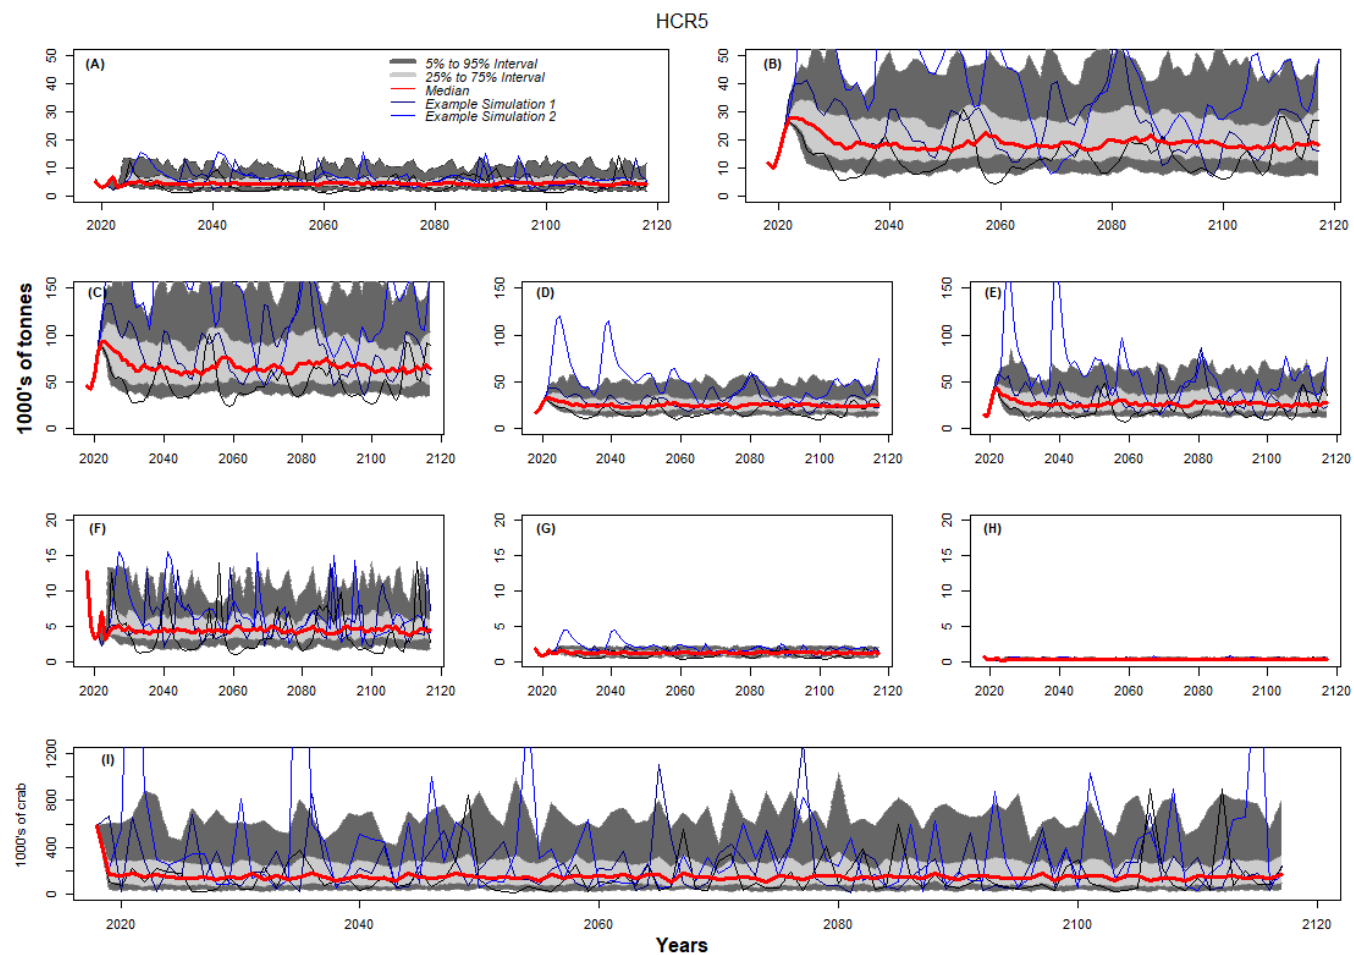 HCR5
(A)
5% to 95% Interval
25% to 75% Interval
Median
Example Simulation 1
Example Simulation 2
0 10 20 30 40 50
2020 2040 2060 2080 2100 2120
(B)
0 10 20 30 40 50
2020 2040 2060 2080 2100 2120
1000's of tonnes
(C)
0 50 100 150
2020 2040 2060 2080 2100 2120
(D)
0 50 100 150
2020 2040 2060 2080 2100 2120
(E)
0 50 100 150
2020 2040 2060 2080 2100 2120
(F)
0 5 10 15 20
2020 2040 2060 2080 2100 2120
(G)
0 5 10 15 20
2020 2040 2060 2080 2100 2120
(H)
0 5 10 15 20
2020 2040 2060 2080 2100 2120
1000's of crab
(I)
0 400 800 1200
2020 2040 2060 2080 2100 2120
Years